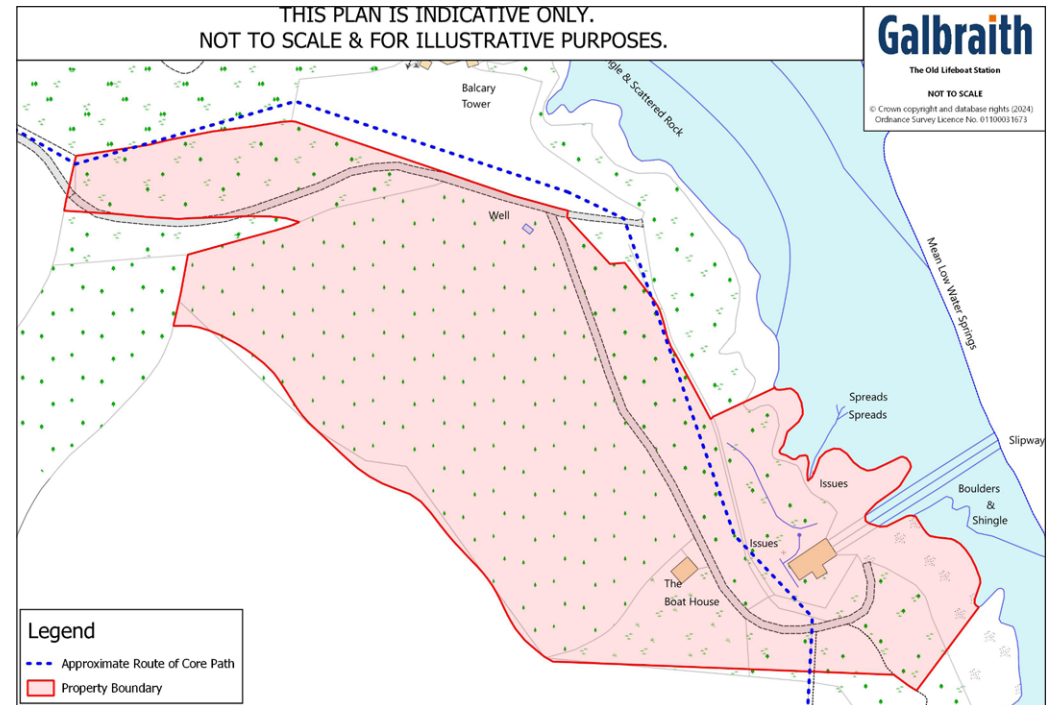 THIS PLAN IS INDICATIVE ONLY.
NOT TO SCALE & FOR ILLUSTRATIVE PURPOSES.
Galbraith
The Old Lifeboat Station
NOT TO SCALE
© Crown copyright and database rights (2024)
Ordnance Survey Licence No. 01100031673
Balcary
Tower
& Scattered Rock
Mean Low Water Springs
Well
Spreads
Spreads
Slipway
Issues
Boulders
&
Shingle
Issues
The
Boat House
Legend
Approximate Route of Core Path
Property Boundary